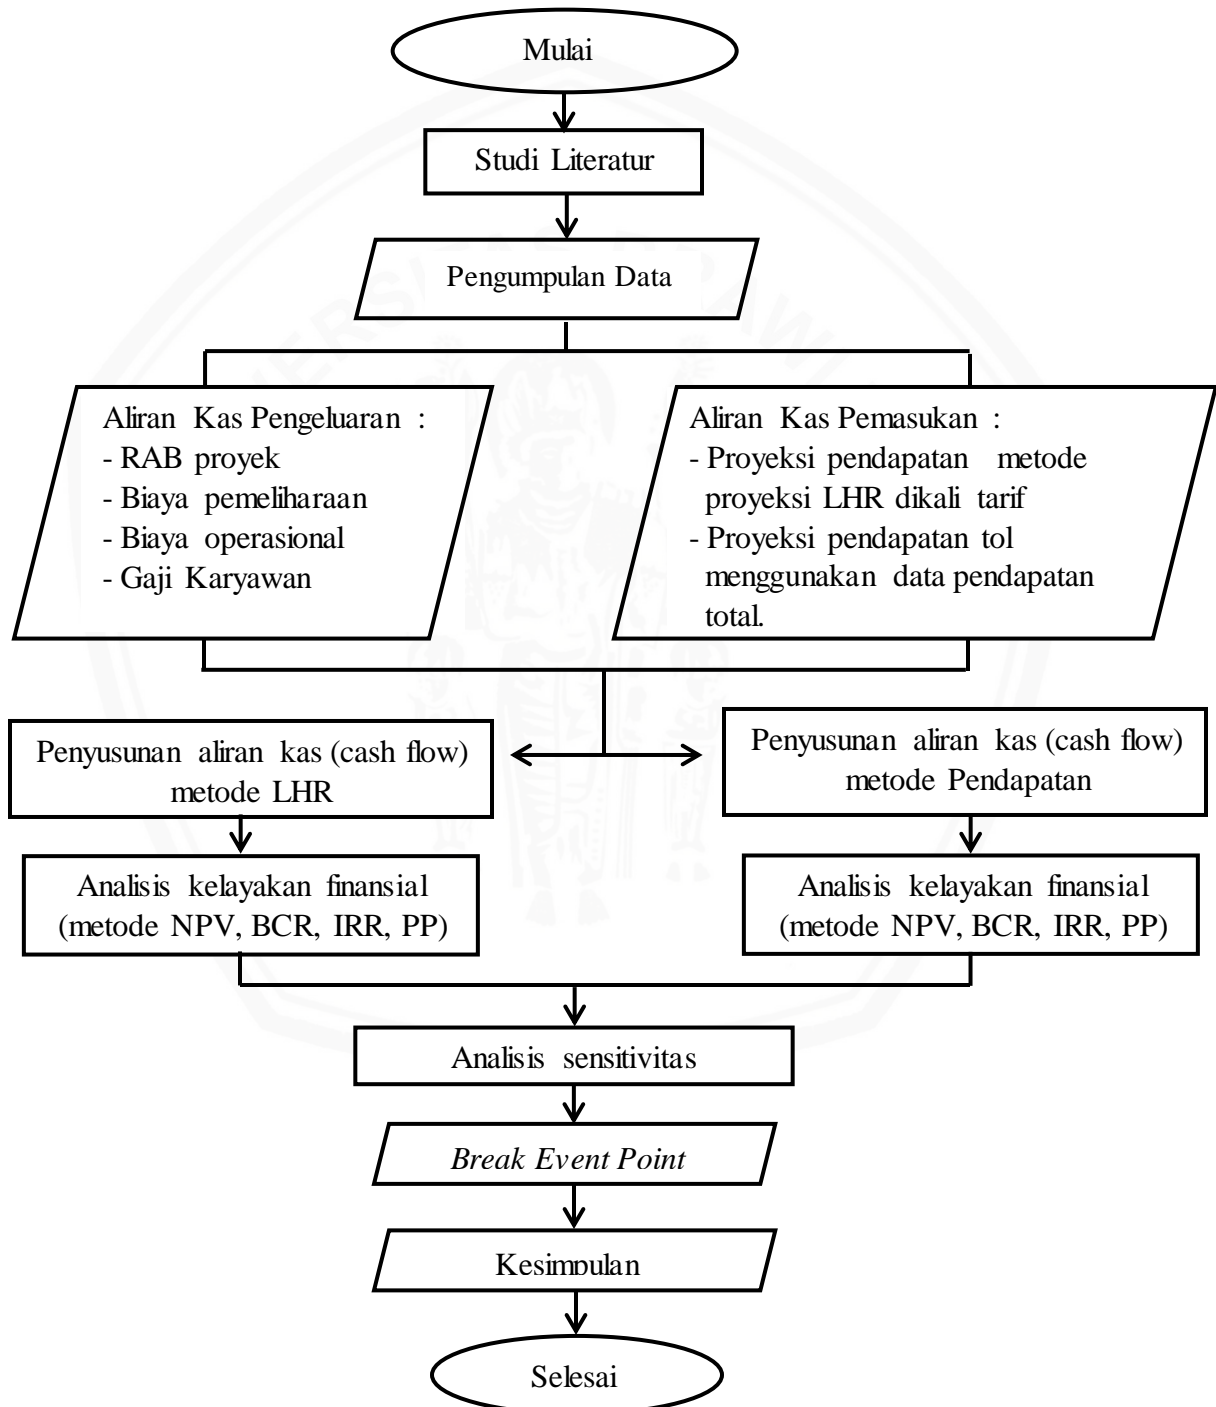 Mulai
Studi Literatur
Pengumpulan Data
Aliran Kas Pengeluaran :
- RAB proyek
- Biaya pemeliharaan
- Biaya operasional
- Gaji Karyawan
Aliran Kas Pemasukan :
- Proyeksi pendapatan metode
proyeksi LHR dikali tarif
- Proyeksi pendapatan tol
menggunakan data pendapatan
total.
Penyusunan aliran kas (cash flow)
metode LHR
Penyusunan aliran kas (cash flow)
metode Pendapatan
Analisis kelayakan finansial
(metode NPV, BCR, IRR, PP)
Analisis kelayakan finansial
(metode NPV, BCR, IRR, PP)
Analisis sensitivitas
Break Event Point
Kesimpulan
Selesai